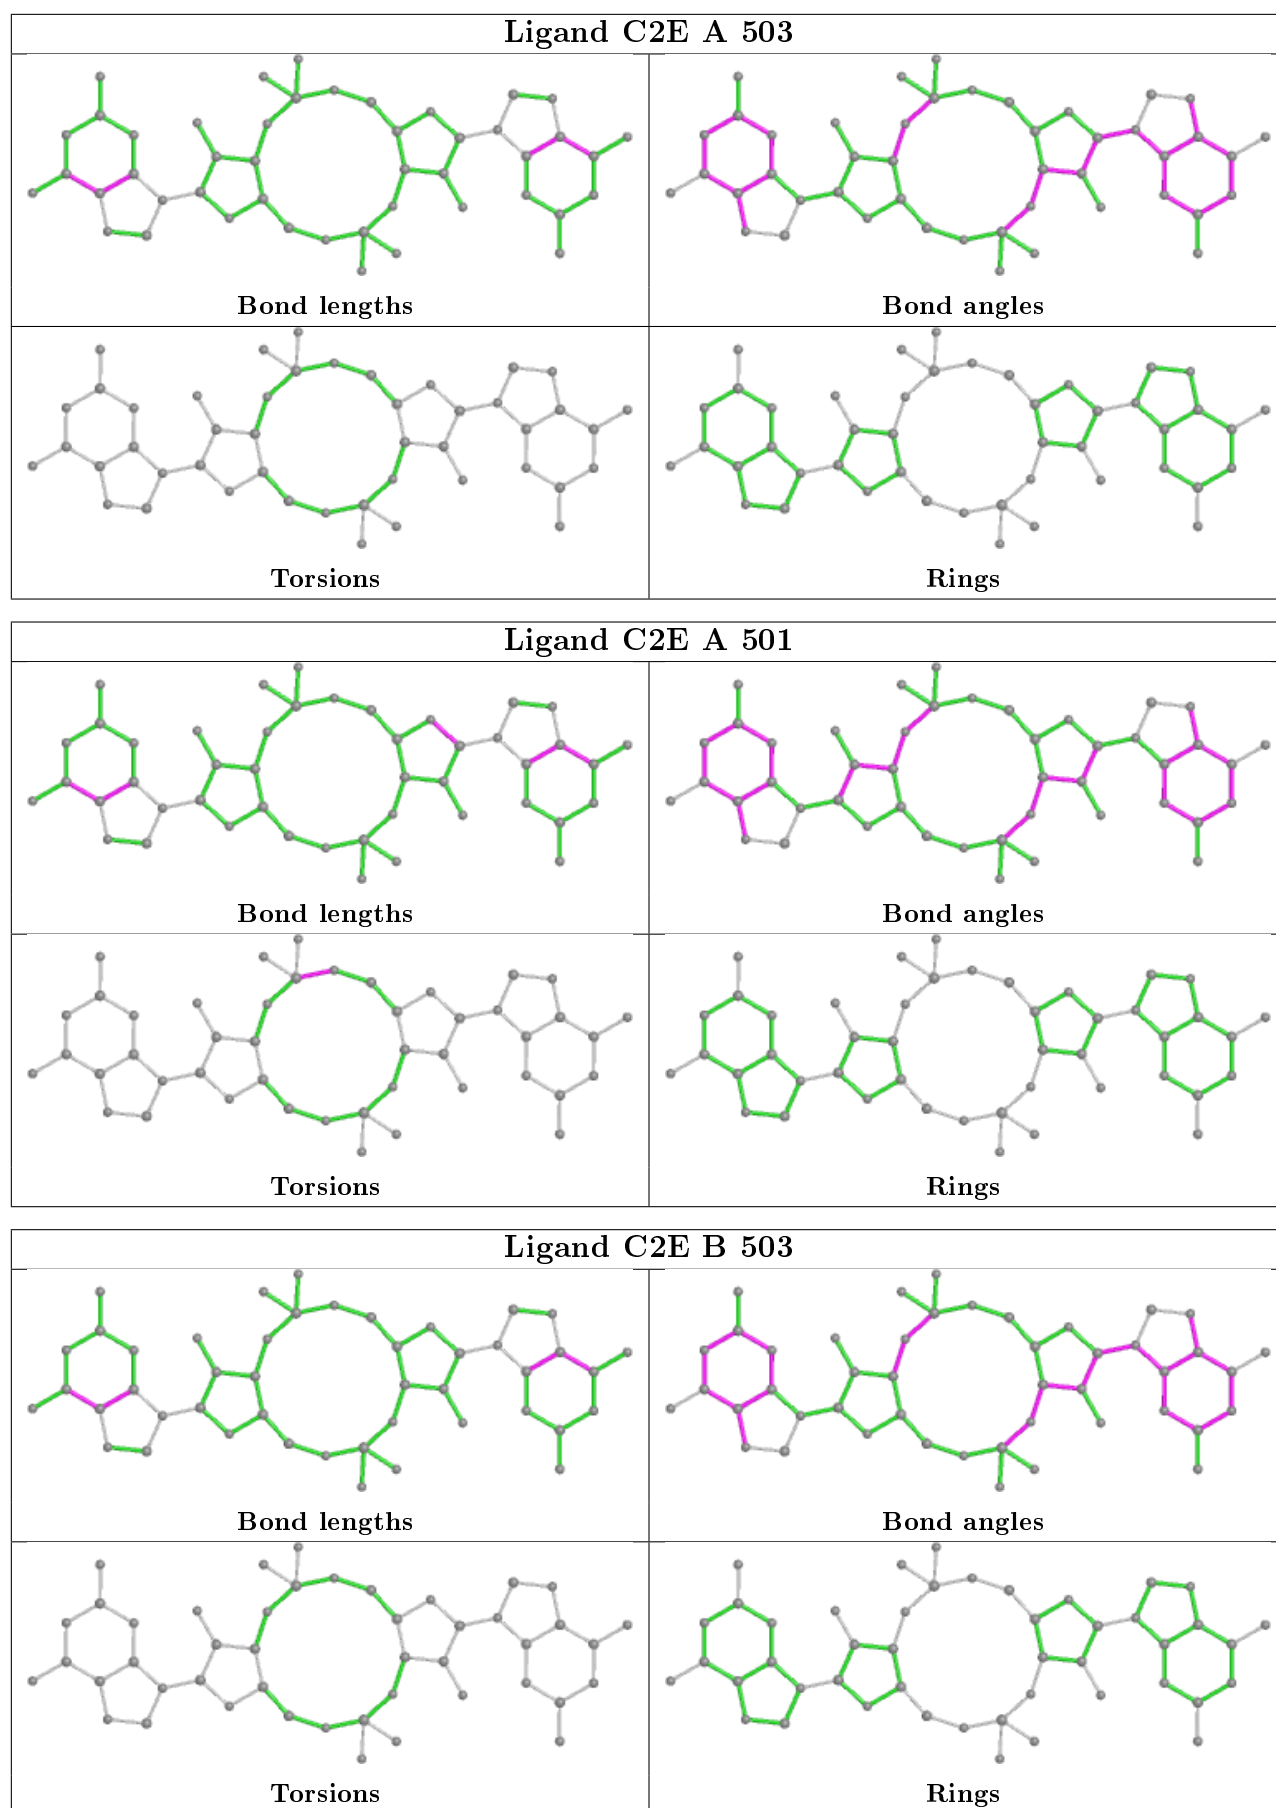 Ligand C2E A 503
Bond lengths
Bond angles
Torsions
Rings
Ligand C2E A 501
Bond lengths
Bond angles
Torsions
Rings
Ligand C2E B 503
Bond lengths
Bond angles
Torsions
Rings